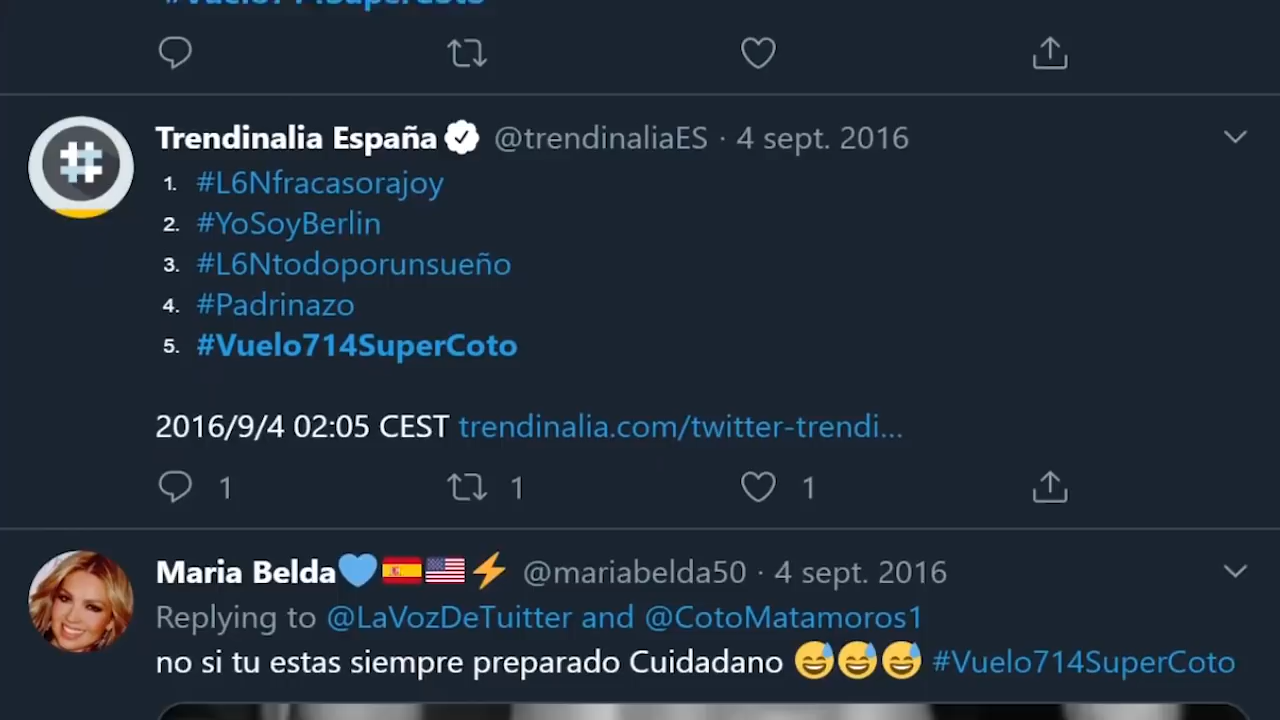 #Vuelo714SuperCoto
Trendinalia España @trendinaliaES · 4 sept. 2016
1. #L6Nfracasorajoy
2. #YoSoyBerlin
3. #L6Ntodoporunsueño
4. #Padrinazo
5. #Vuelo714SuperCoto
2016/9/4 02:05 CEST trendinalia.com/twitter-trendi...
1 1 1
Maria Belda💙🇪🇸🇺🇸⚡ @mariabelda50 · 4 sept. 2016
Replying to @LaVozDeTuitter and @CotoMatamoros1
no si tu estas siempre preparado Cuidadano 😅😅😅 #Vuelo714SuperCoto